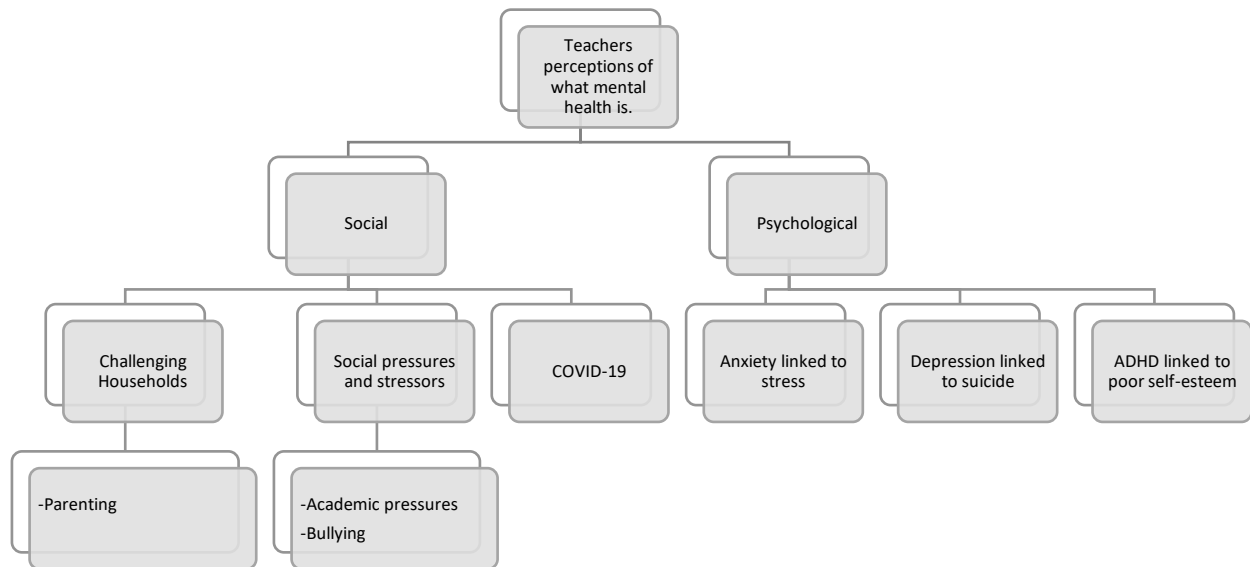 Teachers
perceptions of
what mental
health is.
Social
Psychological
Challenging
Households
Social pressures
and stressors
COVID-19
Anxiety linked to
stress
Depression linked
to suicide
ADHD linked to
poor self-esteem
-Parenting
-Academic pressures
-Bullying